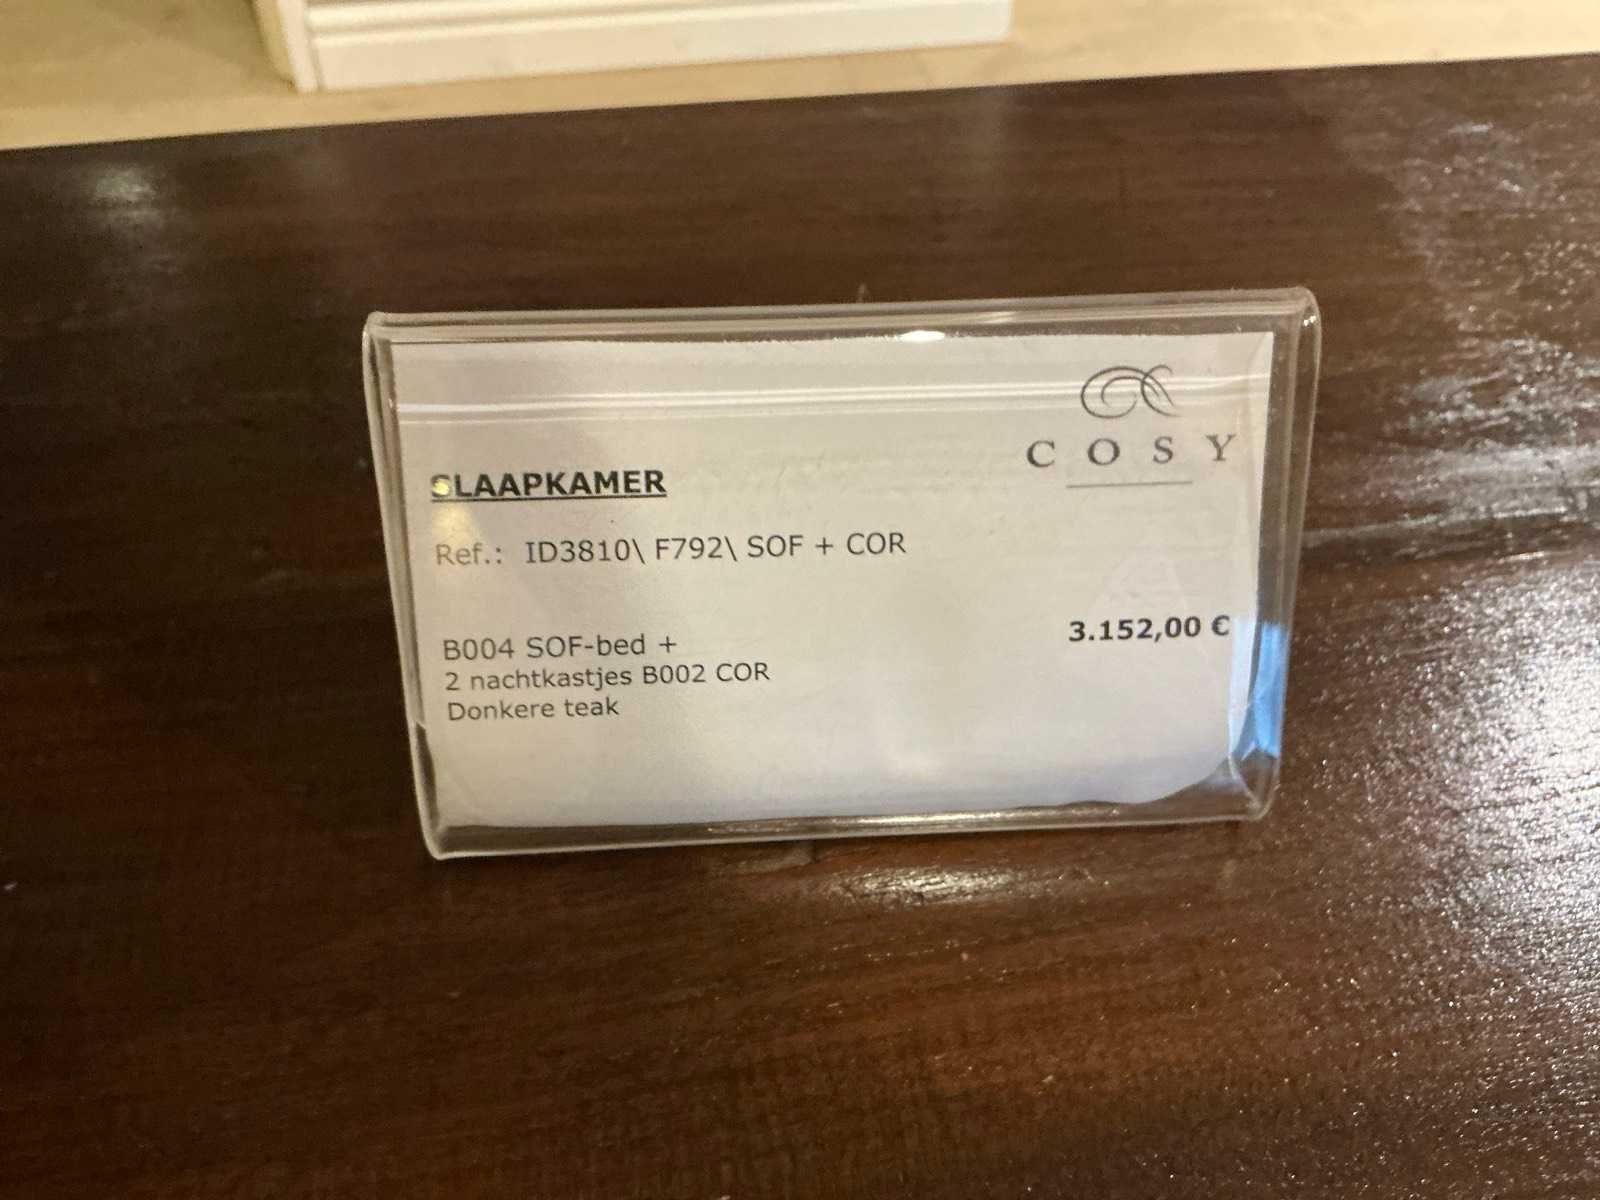 COSY
SLAAPKAMER
Ref.: ID3810\ F792\ SOF + COR
B004 SOF-bed +
3.152,00 €
2 nachtkastjes B002 COR
Donkere teak